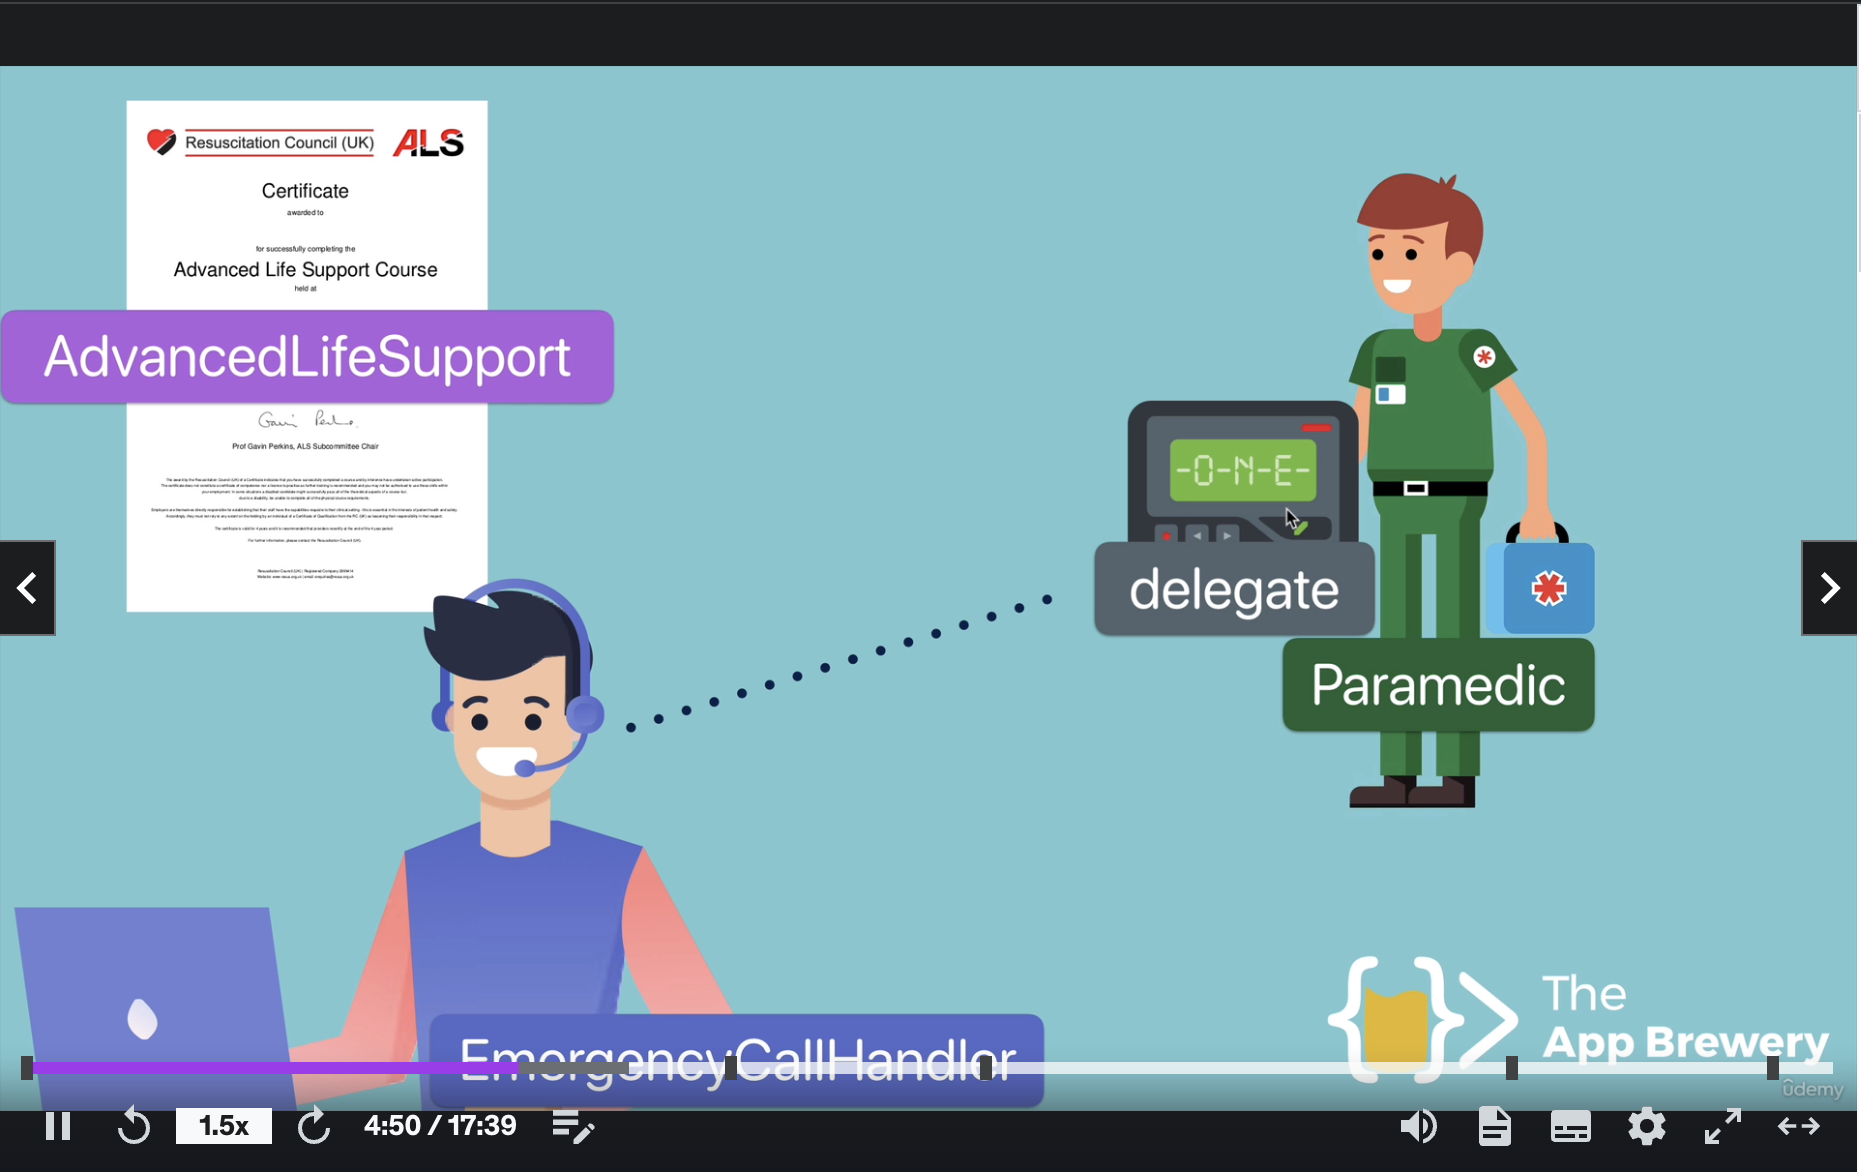 Resuscitation Council (UK) ALS
Certificate
awarded to
for successfully completing the
Advanced Life Support Course
held at
AdvancedLifeSupport
Prof Gavin Perkins, ALS Subcommittee Chair
-O-N-E-
delegate
Paramedic
EmergencyCallHandler
The
App Brewery
ûdemy
1.5x
4:50 / 17:39